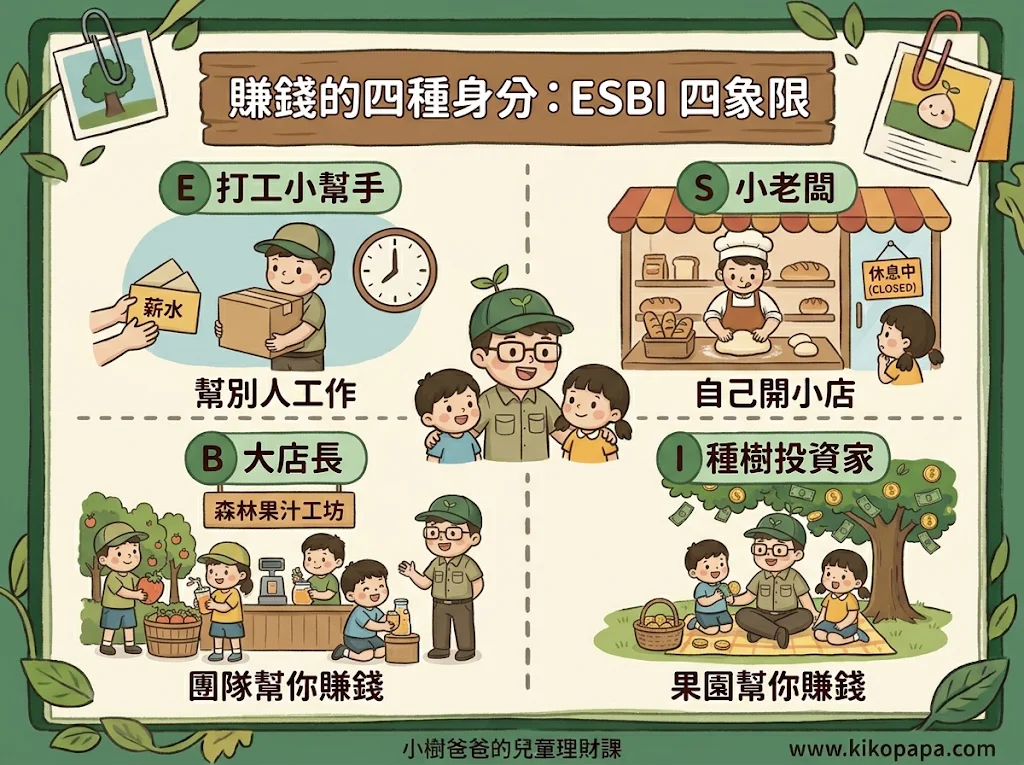 賺錢的四種身分：ESBI 四象限
E 打工小幫手
薪水
幫別人工作
S 小老闆
休息中
(CLOSED)
自己開小店
B 大店長
森林果汁工坊
團隊幫你賺錢
I 種樹投資家
果園幫你賺錢
小樹爸爸的兒童理財課
www.kikopapa.com